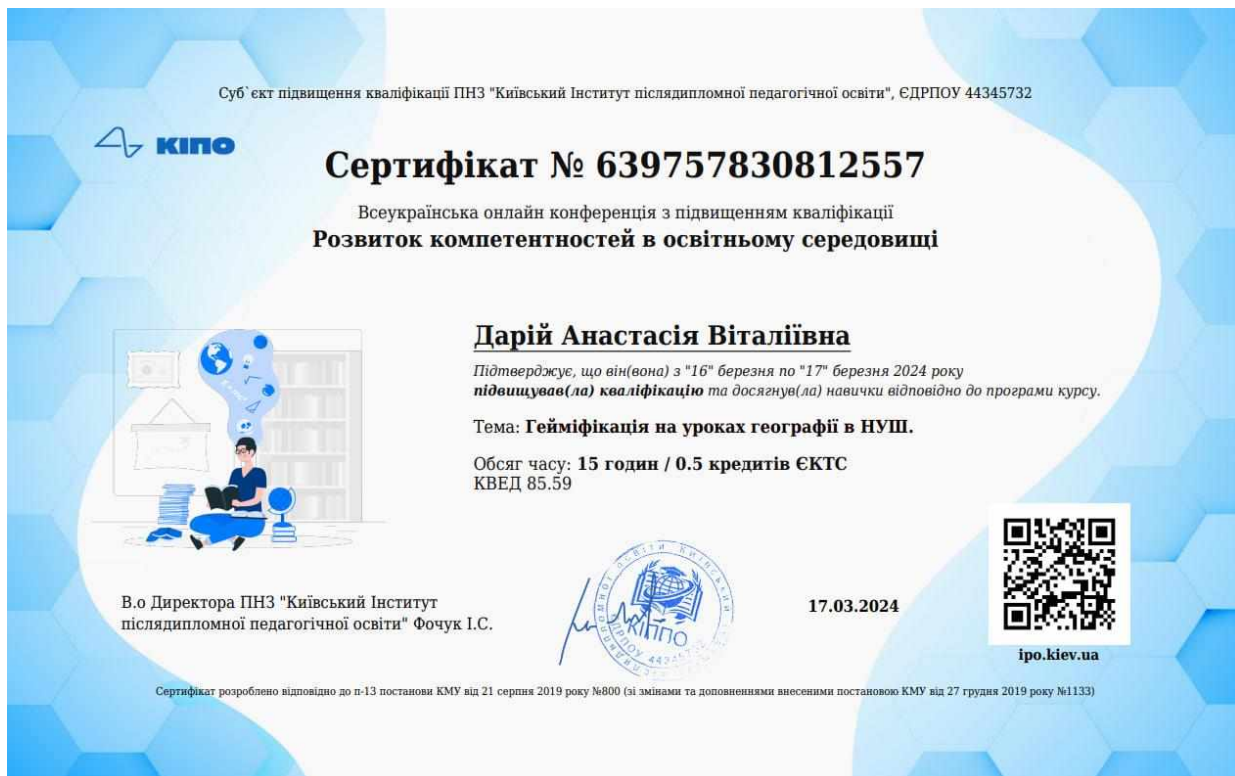 Суб`єкт підвищення кваліфікації ПНЗ "Київський Інститут післядипломної педагогічної освіти", ЄДРПОУ 44345732
КІПО
Сертифікат № 639757830812557
Всеукраїнська онлайн конференція з підвищенням кваліфікації
Розвиток компетентностей в освітньому середовищі
Дарій Анастасія Віталіївна
Підтверджує, що він(вона) з "16" березня по "17" березня 2024 року
підвищував(ла) кваліфікацію та досягнув(ла) навички відповідно до програми курсу.
Тема: Гейміфікація на уроках географії в НУШ.
Обсяг часу: 15 годин / 0.5 кредитів ЄКТС
КВЕД 85.59
В.о Директора ПНЗ "Київський Інститут
післядипломної педагогічної освіти" Фочук І.С.
КІППО
17.03.2024
ipo.kiev.ua
Сертифікат розроблено відповідно до п-13 постанови КМУ від 21 серпня 2019 року №800 (зі змінами та доповненнями внесеними постановою КМУ від 27 грудня 2019 року №1133)